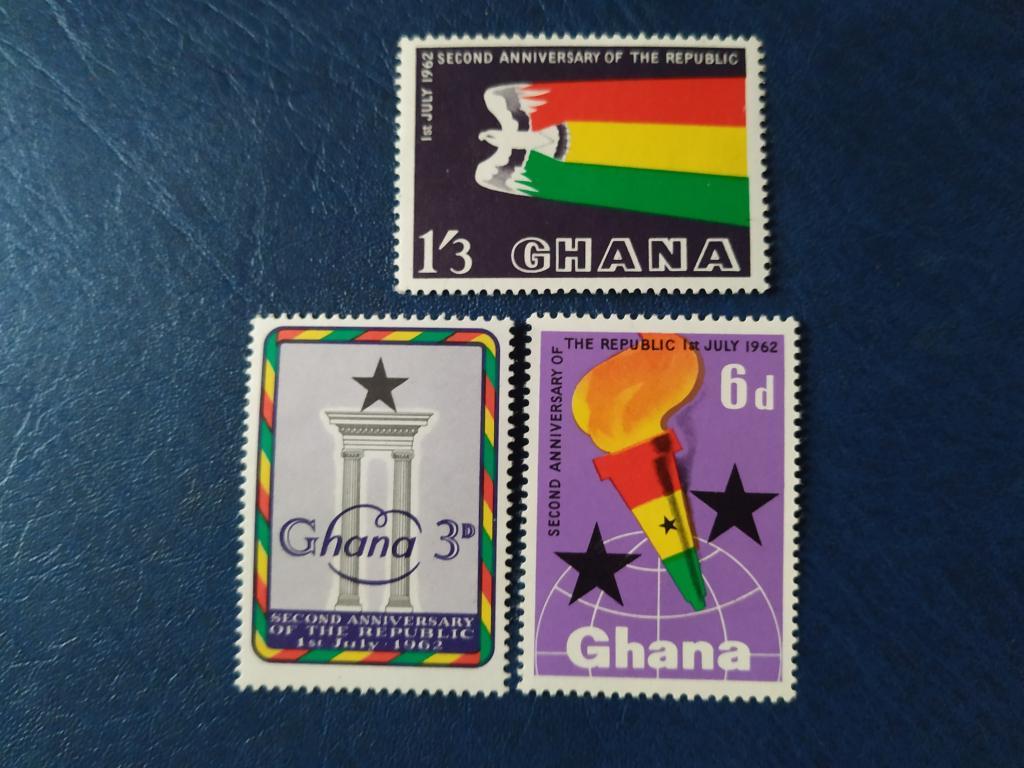 1st JULY 1962
SECOND ANNIVERSARY OF THE REPUBLIC
1'3 GHANA
Ghana 3D
SECOND ANNIVERSARY
OF THE REPUBLIC
1st July 1962
SECOND ANNIVERSARY OF
THE REPUBLIC 1st JULY 1962
6d
Ghana